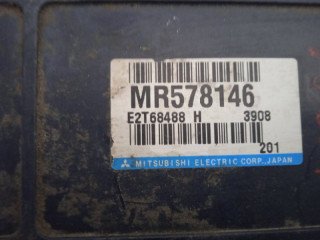 MR578146
E2T68488 H 3908
201
MITSUBISHI ELECTRIC CORP., JAPAN